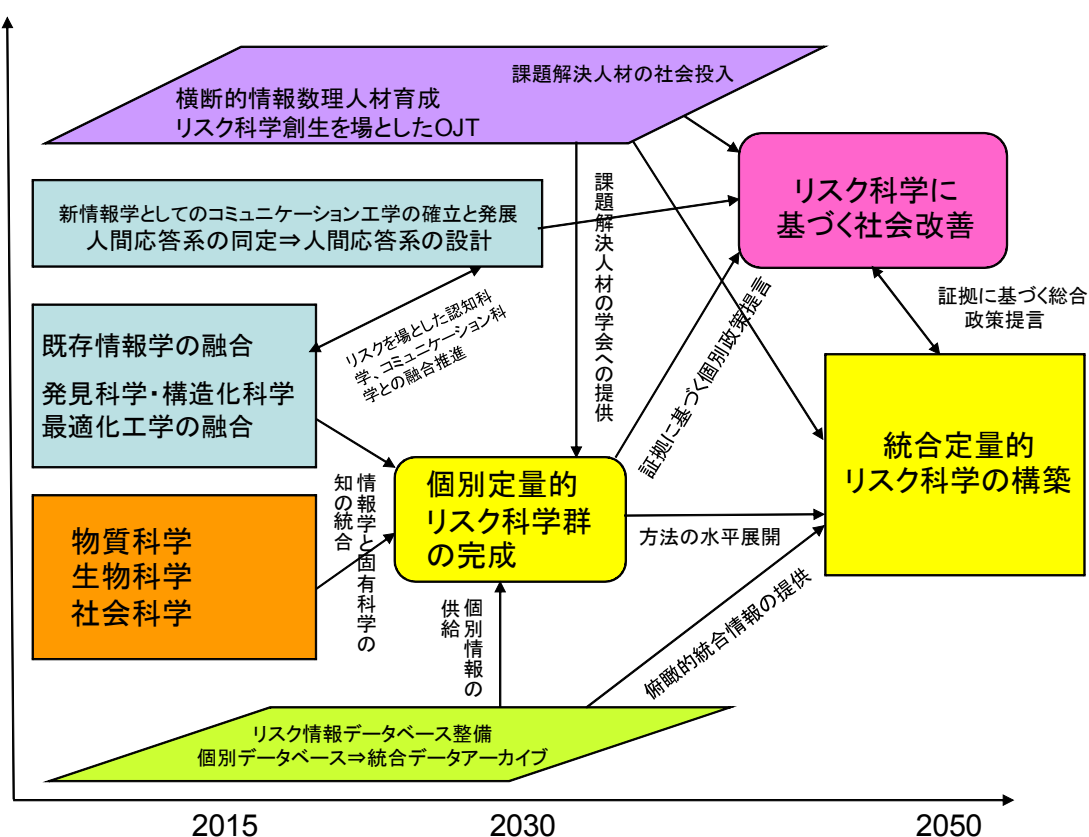 課題解決人材の社会投入
横断的情報数理人材育成
リスク科学創生を場としたOJT
新情報学としてのコミュニケーション工学の確立と発展
人間応答系の同定⇒人間応答系の設計
課題解決人材の学会への提供
リスク科学に
基づく社会改善
証拠に基づく総合
政策提言
リスクを場とした認知科
学、コミュニケーション科
学との融合推進
既存情報学の融合
発見科学・構造化科学
最適化工学の融合
証拠に基づく個別政策提言
統合定量的
リスク科学の構築
情報学と固有科学の
知の統合
個別定量的
リスク科学群
の完成
方法の水平展開
物質科学
生物科学
社会科学
個別情報の
供給
俯瞰的統合情報の提供
リスク情報データベース整備
個別データベース⇒統合データアーカイブ
2015
2030
2050